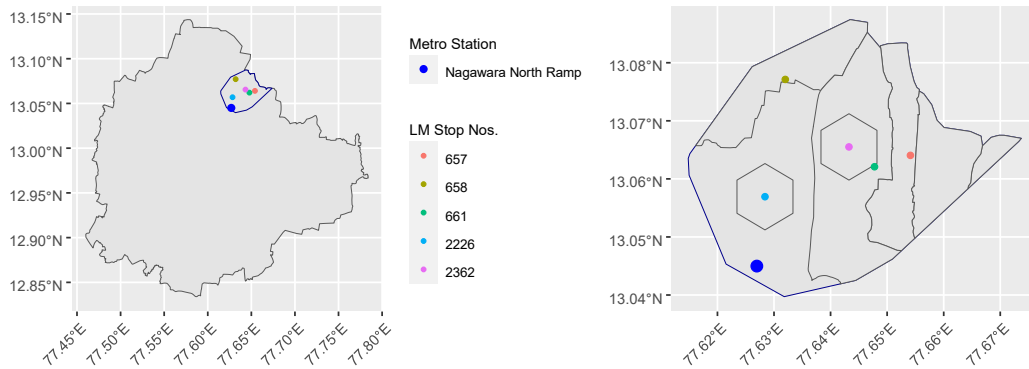 13.15°N
13.10°N
13.05°N
13.00°N
12.95°N
12.90°N
12.85°N
77.45°E
77.50°E
77.55°E
77.60°E
77.65°E
77.70°E
77.75°E
77.80°E
Metro Station
Nagawara North Ramp
LM Stop Nos.
657
658
661
2226
2362
13.08°N
13.07°N
13.06°N
13.05°N
13.04°N
77.62°E
77.63°E
77.64°E
77.65°E
77.66°E
77.67°E